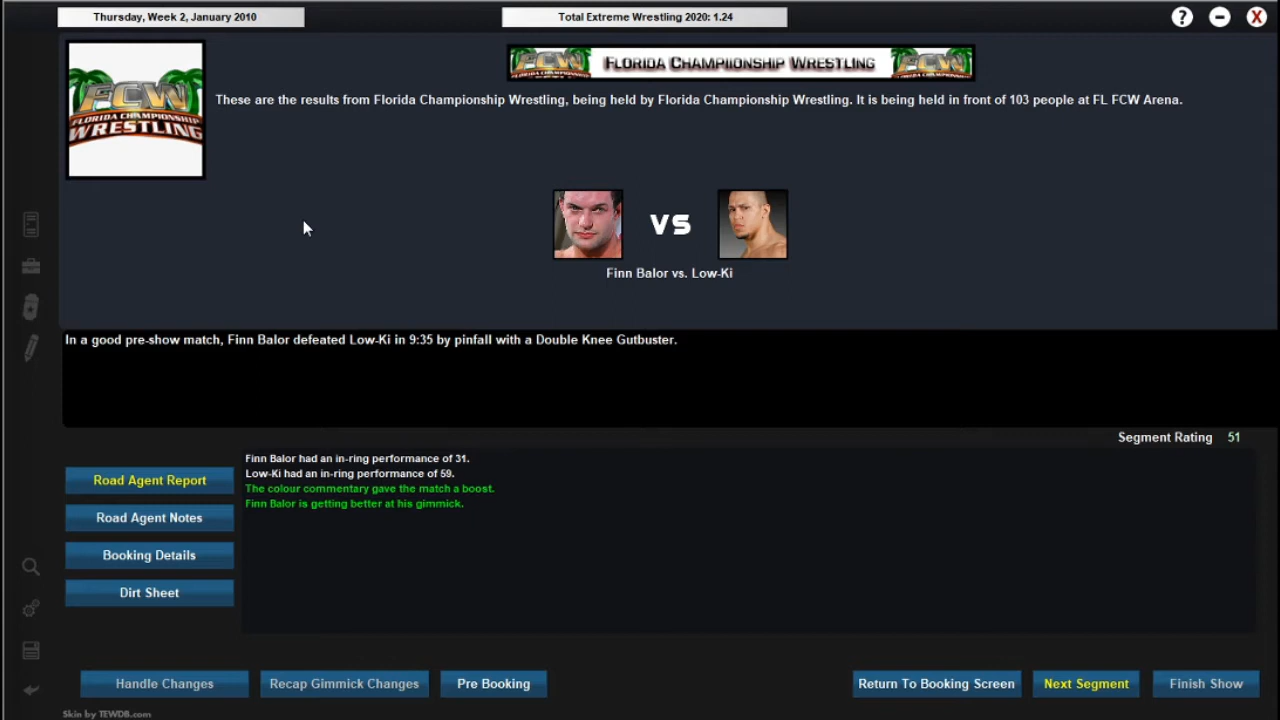 Thursday, Week 2, January 2010
Total Extreme Wrestling 2020: 1.24
?
X
FCW
FLORIDA CHAMPIONSHIP
WRESTLING
FCW
FLORIDA CHAMPIIONSHIP WRESTLING
FCW
These are the results from Florida Championship Wrestling, being held by Florida Championship Wrestling. It is being held in front of 103 people at FL FCW Arena.
VS
Finn Balor vs. Low-Ki
In a good pre-show match, Finn Balor defeated Low-Ki in 9:35 by pinfall with a Double Knee Gutbuster.
Segment Rating 51
Finn Balor had an in-ring performance of 31.
Low-Ki had an in-ring performance of 59.
The colour commentary gave the match a boost.
Finn Balor is getting better at his gimmick.
Road Agent Report
Road Agent Notes
Booking Details
Dirt Sheet
Handle Changes
Recap Gimmick Changes
Pre Booking
Return To Booking Screen
Next Segment
Finish Show
Skin by TEWDB.com